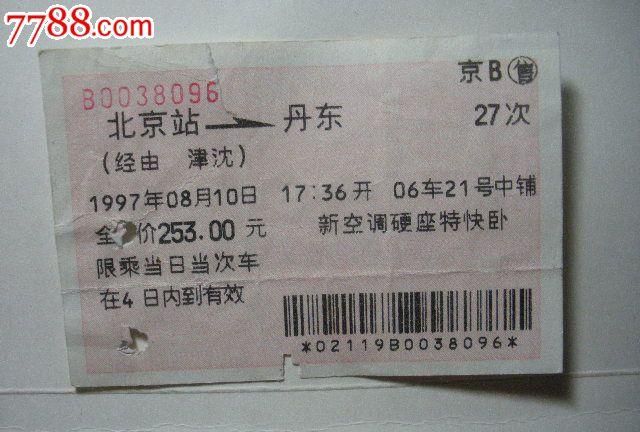 7788.com
京B售
B0038096
北京站 丹东 27次
(经由 津沈)
1997年08月10日 17:36开 06车21号中铺
全 价253.00元 新空调硬座特快卧
限乘当日当次车
在4日内到有效
*02119B0038096*